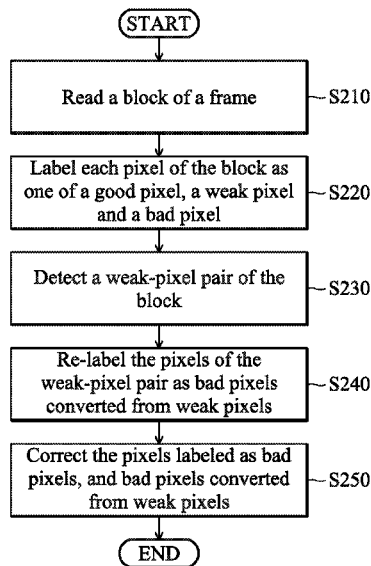 START
Read a block of a frame
S210
Label each pixel of the block as
one of a good pixel, a weak pixel
and a bad pixel
S220
Detect a weak-pixel pair of the
block
S230
Re-label the pixels of the
weak-pixel pair as bad pixels
converted from weak pixels
S240
Correct the pixels labeled as bad
pixels, and bad pixels converted
from weak pixels
S250
END